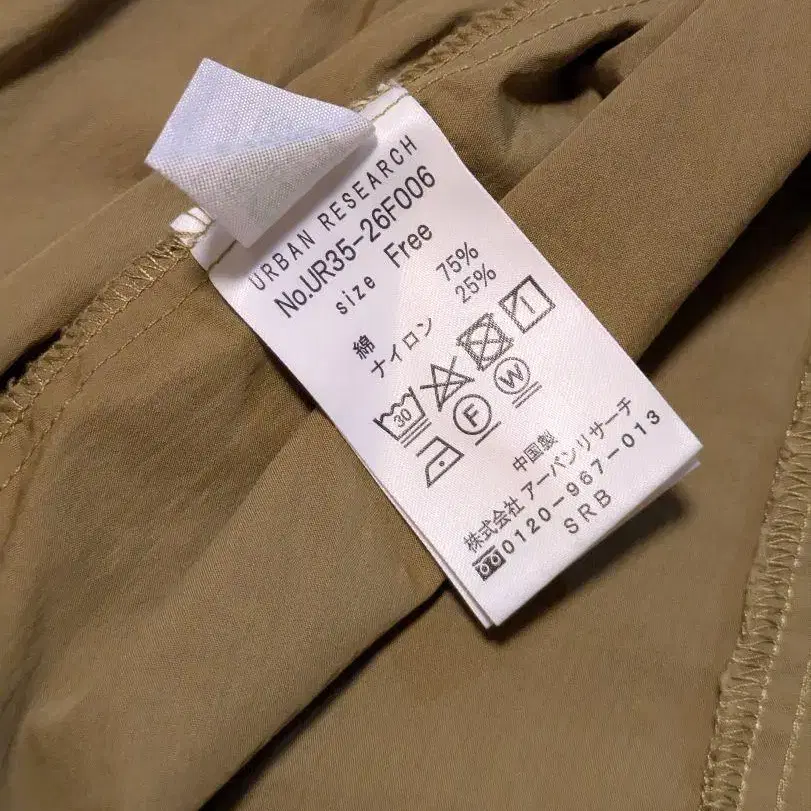 URBAN RESEARCH
No.UR35-26F006
size Free
綿 75%
ナイロン 25%
30
F W
中国製
株式会社 アーバンリサーチ
0120-967-013
SRB